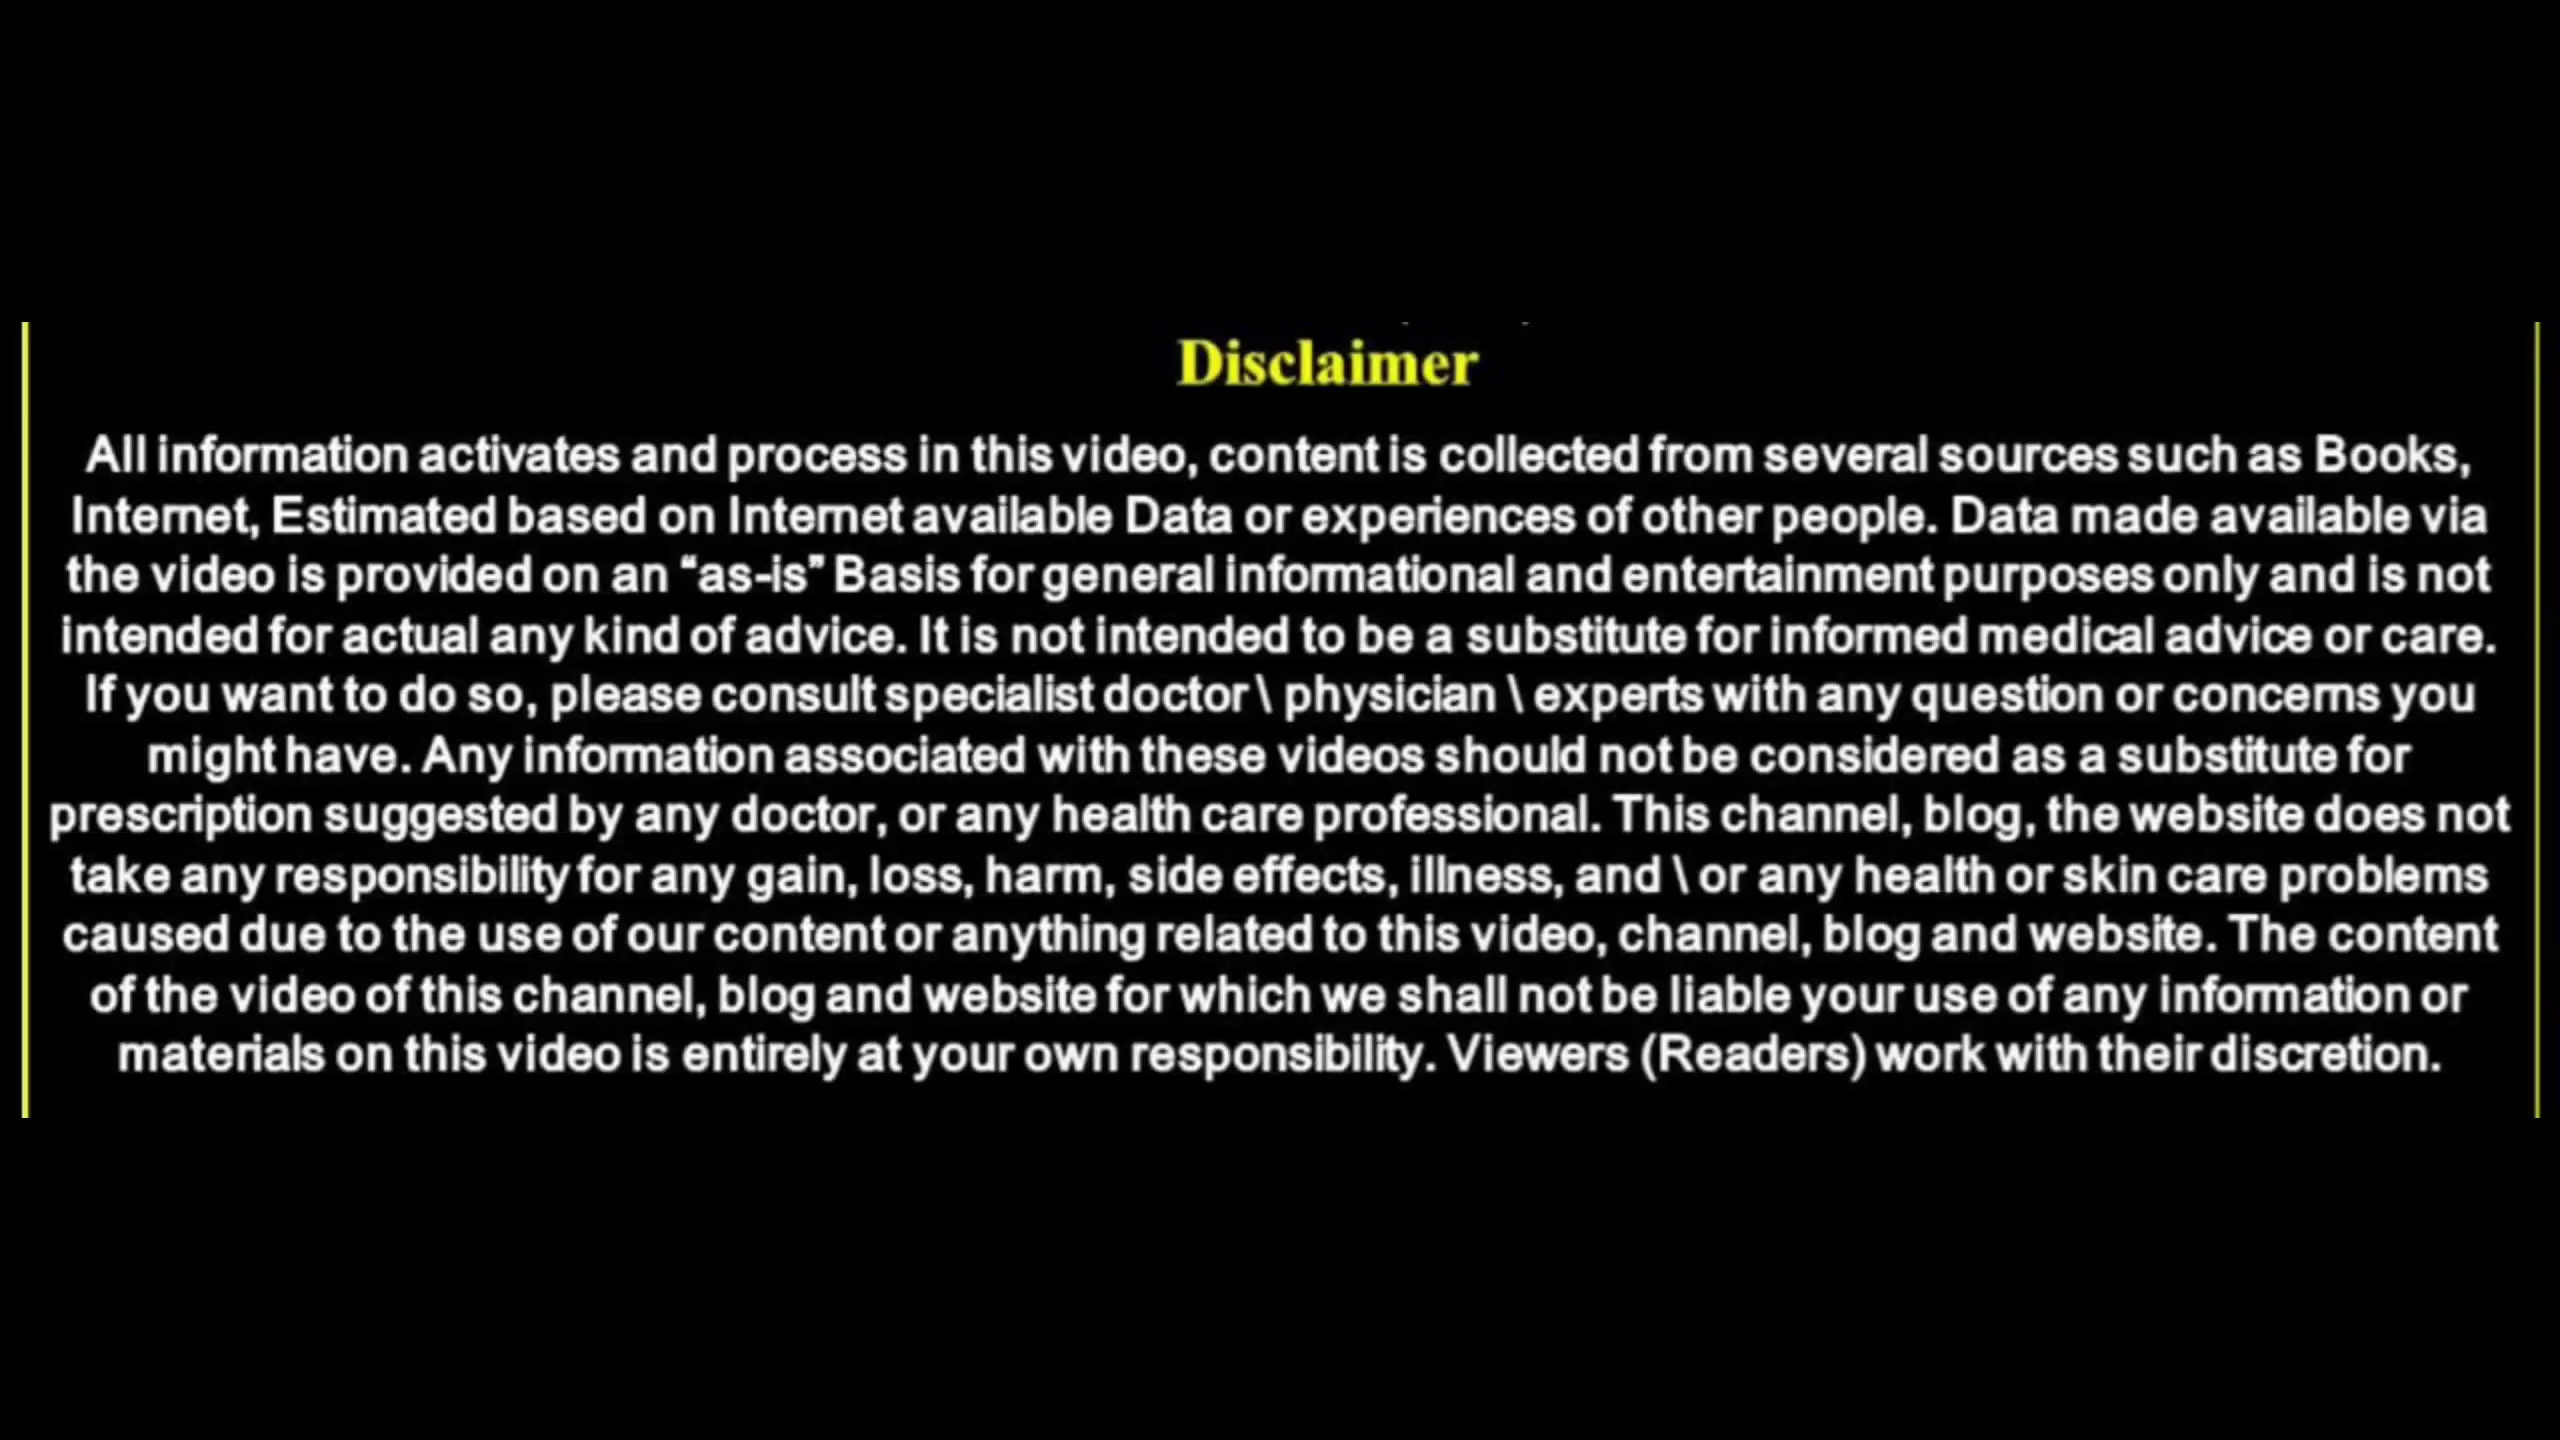 Disclaimer
All information activates and process in this video, content is collected from several sources such as Books,
Internet, Estimated based on Internet available Data or experiences of other people. Data made available via
the video is provided on an “as-is” Basis for general informational and entertainment purposes only and is not
intended for actual any kind of advice. It is not intended to be a substitute for informed medical advice or care.
If you want to do so, please consult specialist doctor \ physician \ experts with any question or concerns you
might have. Any information associated with these videos should not be considered as a substitute for
prescription suggested by any doctor, or any health care professional. This channel, blog, the website does not
take any responsibility for any gain, loss, harm, side effects, illness, and \ or any health or skin care problems
caused due to the use of our content or anything related to this video, channel, blog and website. The content
of the video of this channel, blog and website for which we shall not be liable your use of any information or
materials on this video is entirely at your own responsibility. Viewers (Readers) work with their discretion.